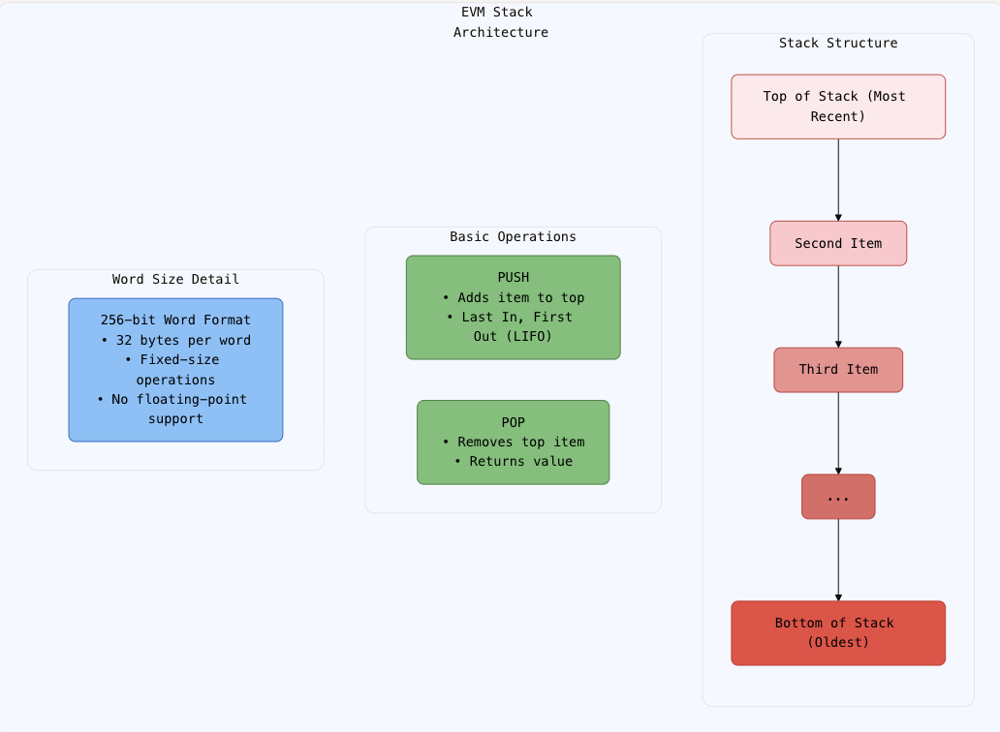 EVM Stack
Architecture
Word Size Detail
256-bit Word Format
• 32 bytes per word
• Fixed-size
operations
• No floating-point
support
Basic Operations
PUSH
• Adds item to top
• Last In, First
Out (LIFO)
POP
• Removes top item
• Returns value
Stack Structure
Top of Stack (Most
Recent)
Second Item
Third Item
...
Bottom of Stack
(Oldest)